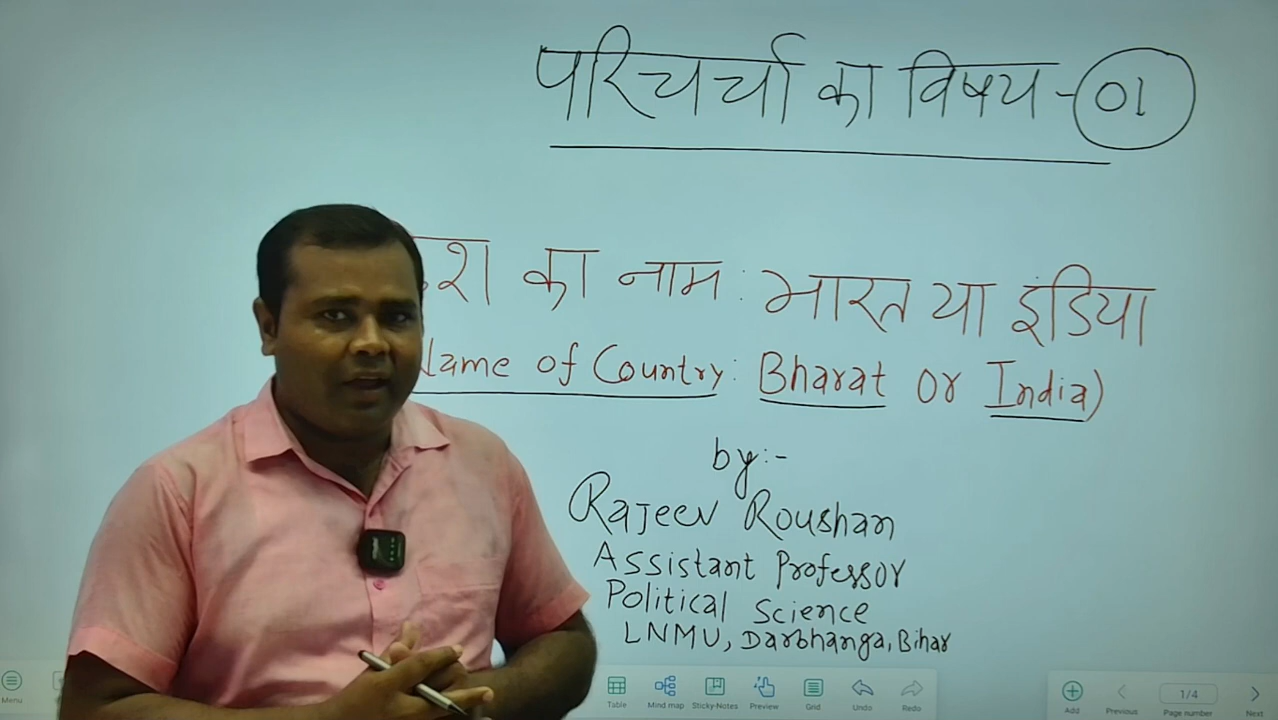 परिचर्चा का विषय - 01
का नाम : भारत या इंडिया
Name of Country : Bharat or India)
by:-
Rajeev Roushan
Assistant Professor
Political Science
LNMU, Darbhanga, Bihar
Menu
Table Mind map Sticky-Notes Preview Grid Undo Redo
Add Previous 1/4 Page number Next